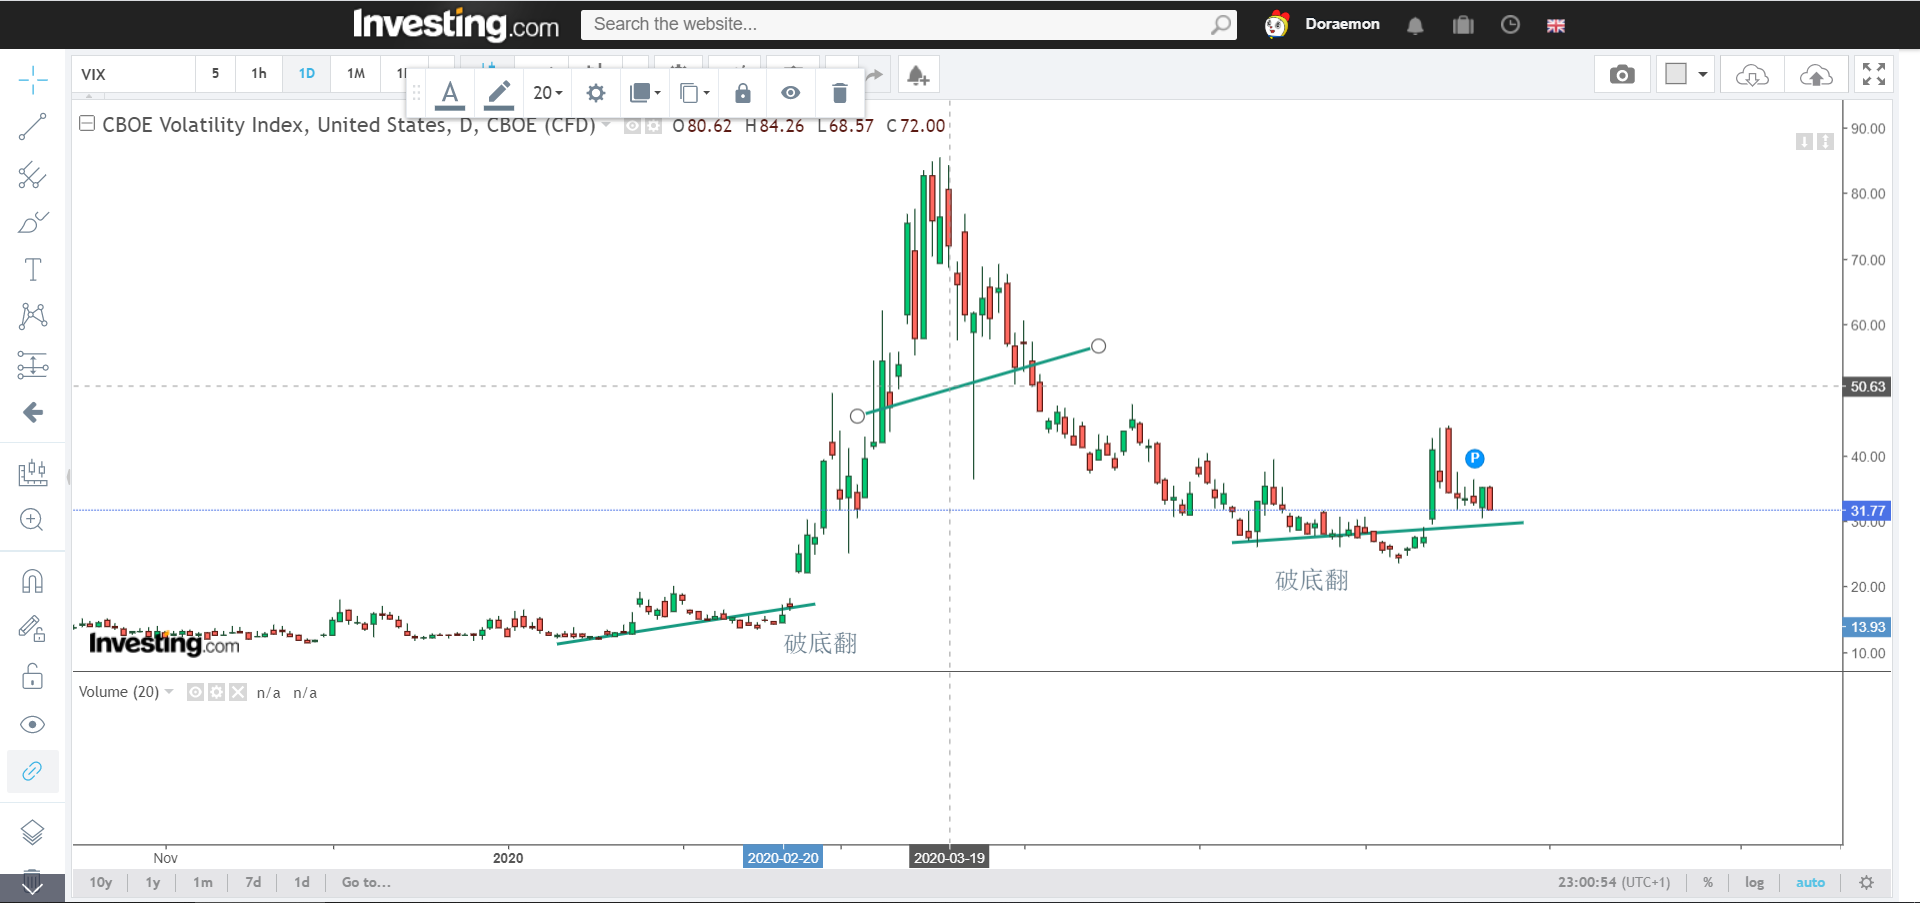 Investing.com
Search the website...
Doraemon
VIX
5
1h
1D
1M
A
20
CBOE Volatility Index, United States, D, CBOE (CFD)
O80.62 H84.26 L68.57 C72.00
90.00
80.00
70.00
60.00
50.63
40.00
P
31.77
30.00
20.00
13.93
10.00
破底翻
破底翻
Investing.com
Volume (20)
n/a n/a
Nov
2020
2020-02-20
2020-03-19
10y
1y
1m
7d
1d
Go to...
23:00:54 (UTC+1)
%
log
auto